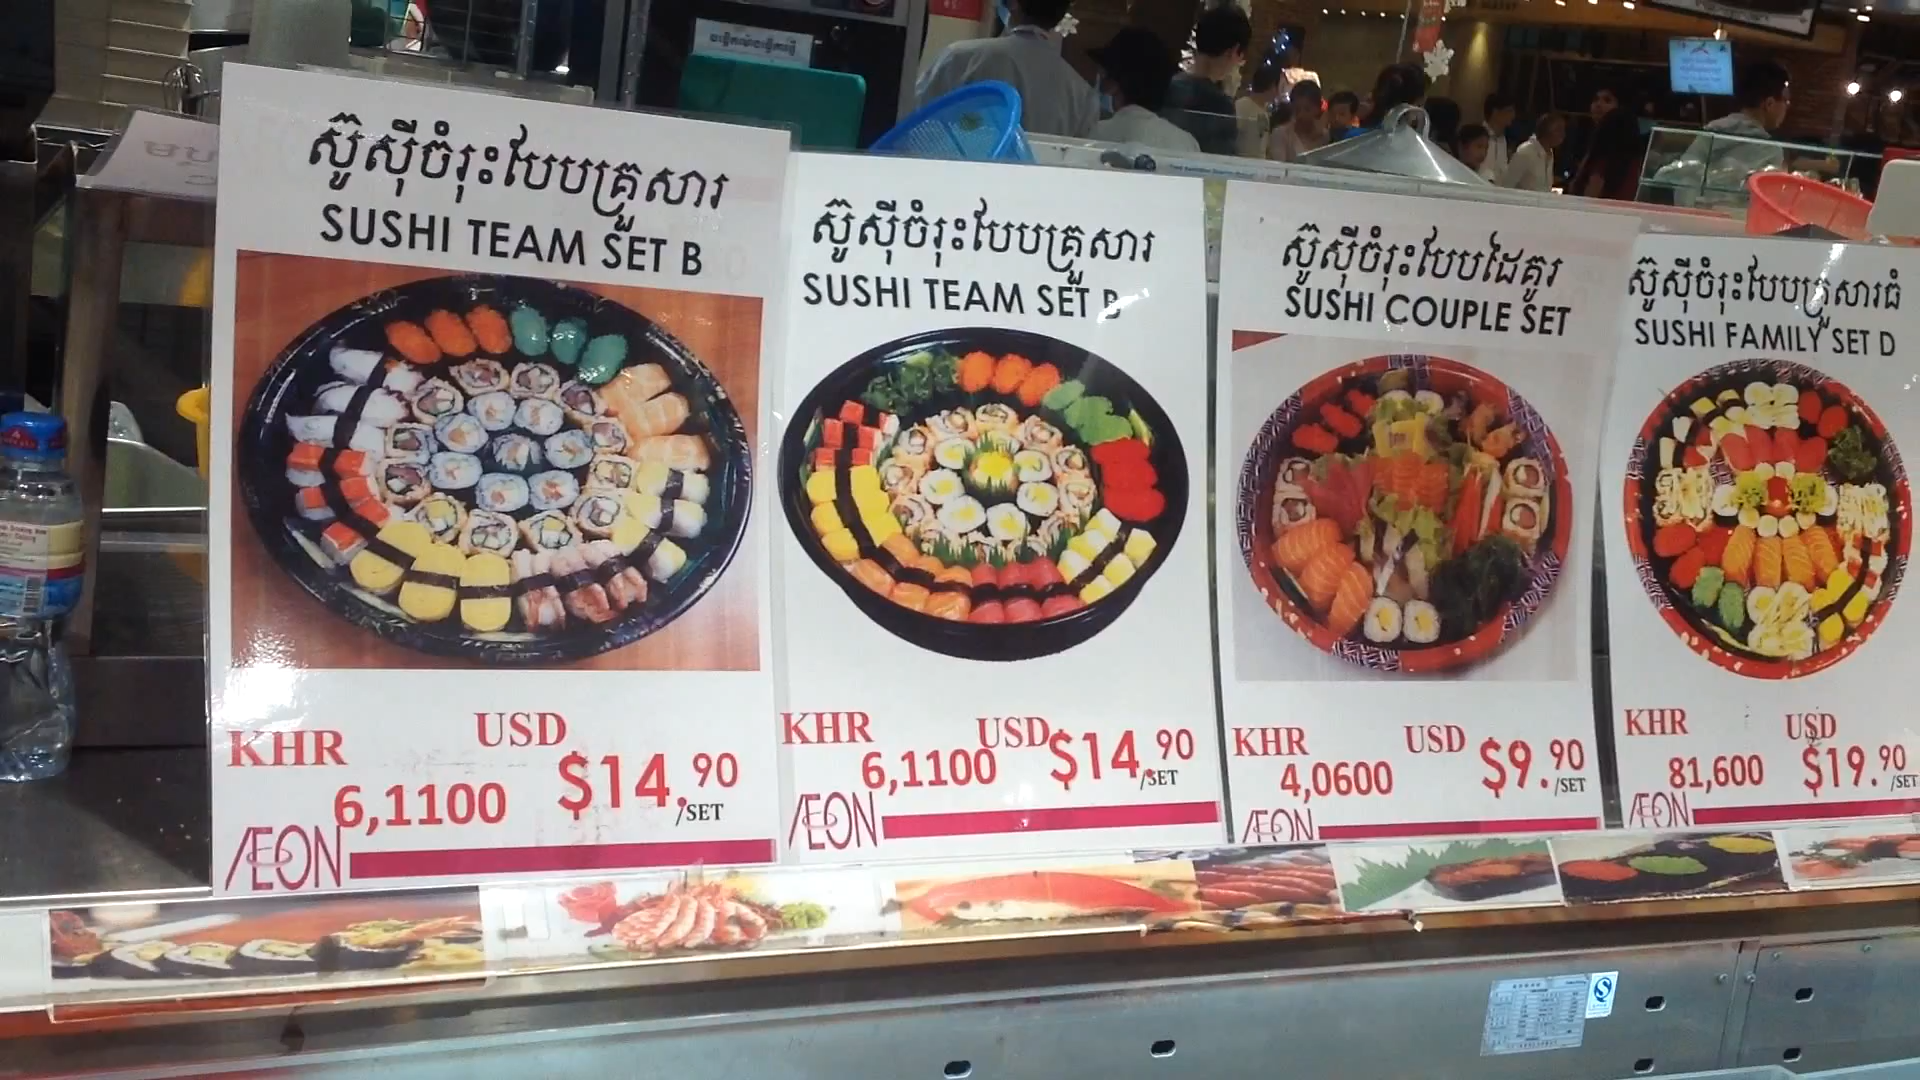 ស៊ូស៊ីចំរុះបែបគ្រួសារ
SUSHI TEAM SET B
KHR
6,1100
USD
$14.90
/SET
ÆON
ស៊ូស៊ីចំរុះបែបគ្រួសារ
SUSHI TEAM SET B
KHR
6,1100
USD
$14.90
/SET
ÆON
ស៊ូស៊ីចំរុះបែបដៃគូរ
SUSHI COUPLE SET
KHR
4,0600
USD
$9.90
/SET
ÆON
ស៊ូស៊ីចំរុះបែបគ្រួសារធំ
SUSHI FAMILY SET D
KHR
81,600
USD
$19.90
/SET
ÆON